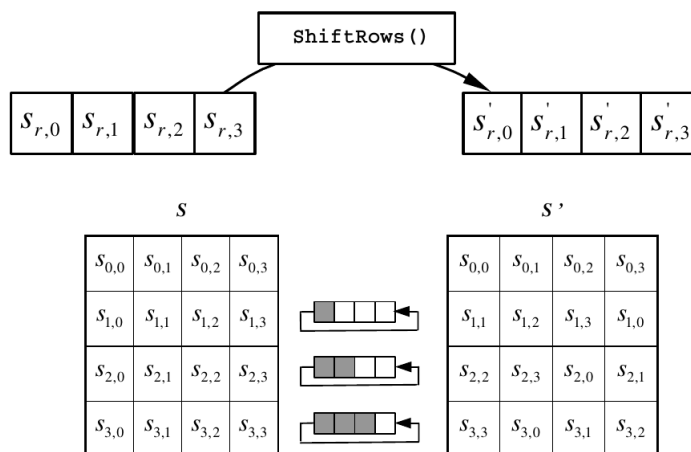 ShiftRows()
s_{r,0} s_{r,1} s_{r,2} s_{r,3} s'_{r,0} s'_{r,1} s'_{r,2} s'_{r,3}
S S'
s_{0,0} s_{0,1} s_{0,2} s_{0,3} s_{0,0} s_{0,1} s_{0,2} s_{0,3}
s_{1,0} s_{1,1} s_{1,2} s_{1,3} s_{1,1} s_{1,2} s_{1,3} s_{1,0}
s_{2,0} s_{2,1} s_{2,2} s_{2,3} s_{2,2} s_{2,3} s_{2,0} s_{2,1}
s_{3,0} s_{3,1} s_{3,2} s_{3,3} s_{3,3} s_{3,0} s_{3,1} s_{3,2}